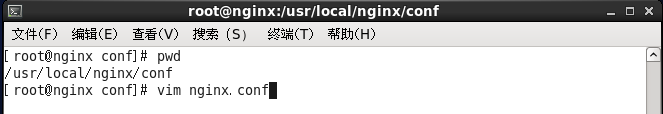 root@nginx:/usr/local/nginx/conf
文件(F) 编辑(E) 查看(V) 搜索 (S) 终端(T) 帮助(H)
[root@nginx conf]# pwd
/usr/local/nginx/conf
[root@nginx conf]# vim nginx.conf